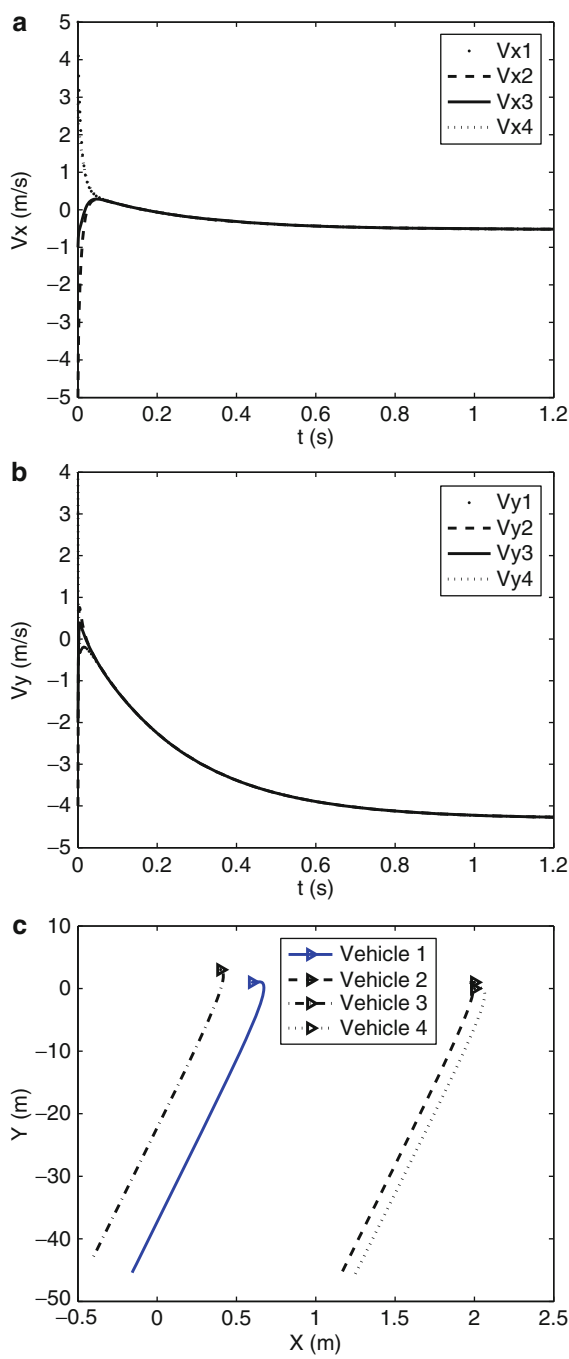 a
5
4
3
2
1
0
−1
−2
−3
−4
−5
Vx (m/s)
Vx1
Vx2
Vx3
Vx4
0 0.2 0.4 0.6 0.8 1 1.2
t (s)
b
4
3
2
1
0
−1
−2
−3
−4
−5
Vy (m/s)
Vy1
Vy2
Vy3
Vy4
0 0.2 0.4 0.6 0.8 1 1.2
t (s)
c
10
0
−10
−20
−30
−40
−50
Y (m)
Vehicle 1
Vehicle 2
Vehicle 3
Vehicle 4
−0.5 0 0.5 1 1.5 2 2.5
X (m)